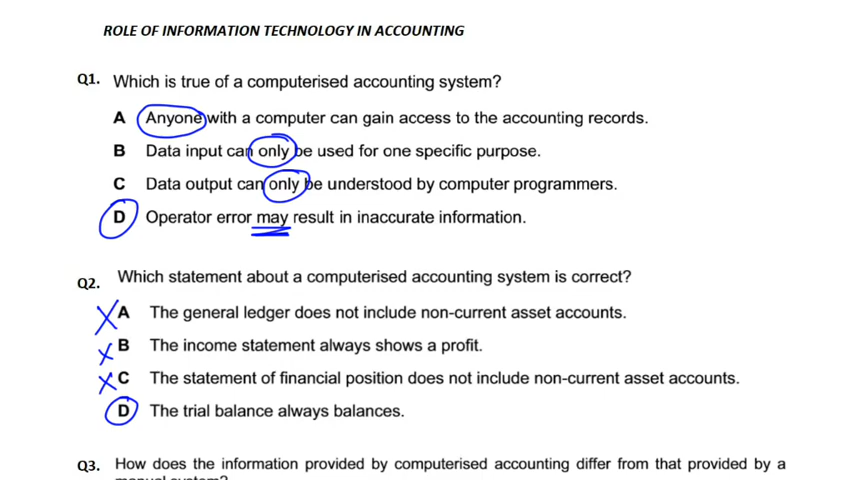 ROLE OF INFORMATION TECHNOLOGY IN ACCOUNTING
Q1. Which is true of a computerised accounting system?
A Anyone with a computer can gain access to the accounting records.
B Data input can only be used for one specific purpose.
C Data output can only be understood by computer programmers.
D Operator error may result in inaccurate information.
Q2. Which statement about a computerised accounting system is correct?
A The general ledger does not include non-current asset accounts.
B The income statement always shows a profit.
C The statement of financial position does not include non-current asset accounts.
D The trial balance always balances.
Q3. How does the information provided by computerised accounting differ from that provided by a
manual system?